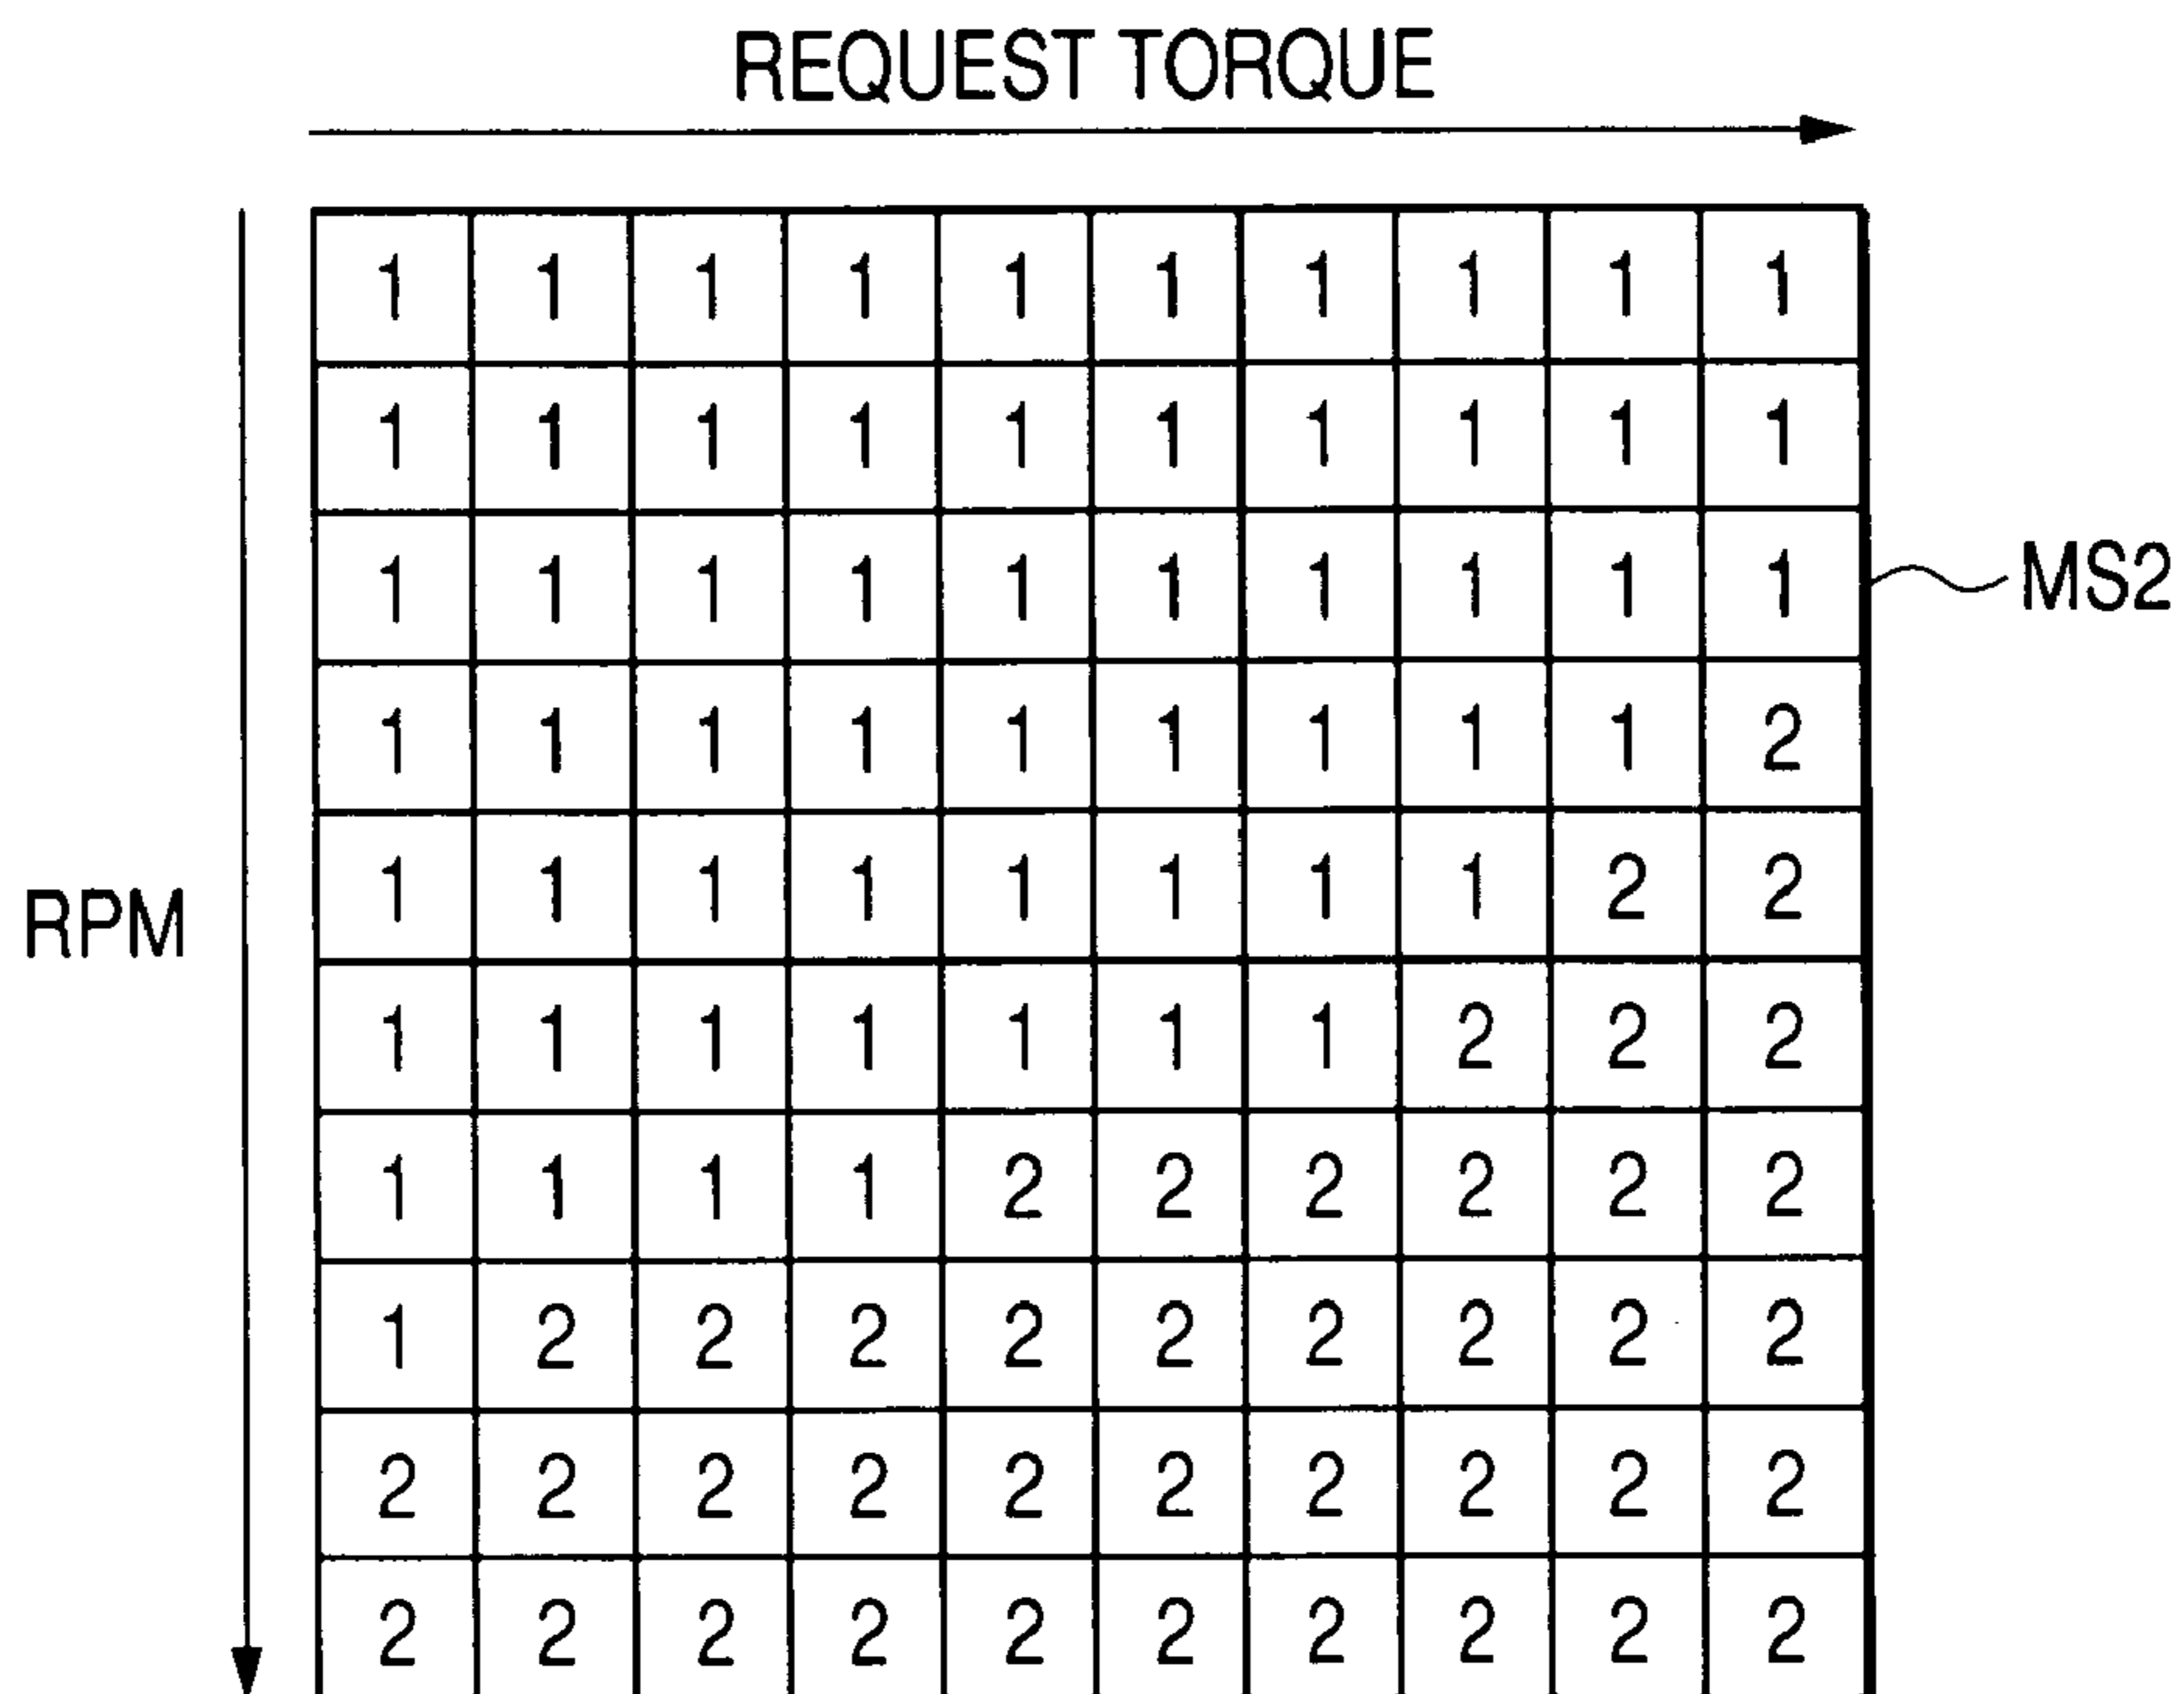 REQUEST TORQUE
1 1 1 1 1 1 1 1 1 1
1 1 1 1 1 1 1 1 1 1
1 1 1 1 1 1 1 1 1 1
MS2
1 1 1 1 1 1 1 1 1 2
1 1 1 1 1 1 1 1 2 2
RPM
1 1 1 1 1 1 1 2 2 2
1 1 1 1 2 2 2 2 2 2
1 2 2 2 2 2 2 2 2 2
2 2 2 2 2 2 2 2 2 2
2 2 2 2 2 2 2 2 2 2